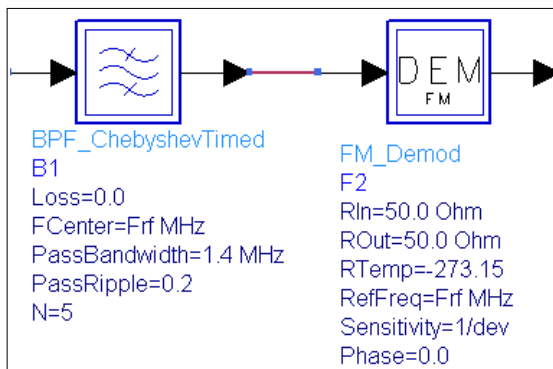 DEM
FM
BPF_ChebyshevTimed
B1
Loss=0.0
FCenter=Frf MHz
PassBandwidth=1.4 MHz
PassRipple=0.2
N=5
FM_Demod
F2
RIn=50.0 Ohm
ROut=50.0 Ohm
RTemp=-273.15
RefFreq=Frf MHz
Sensitivity=1/dev
Phase=0.0